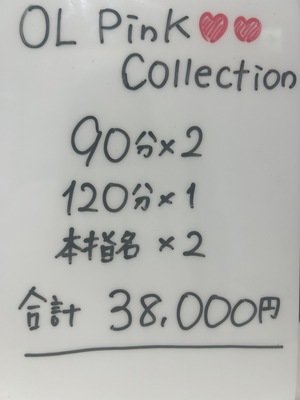 OL Pink
Collection
90分×2
120分×1
本指名 ×2
合計 38,000円